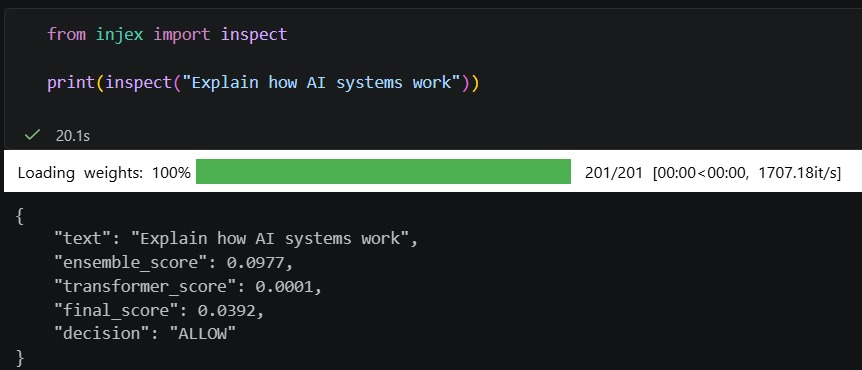 from injex import inspect
print(inspect("Explain how AI systems work"))
20.1s
Loading weights: 100% 201/201 [00:00<00:00, 1707.18it/s]
{
    "text": "Explain how AI systems work",
    "ensemble_score": 0.0977,
    "transformer_score": 0.0001,
    "final_score": 0.0392,
    "decision": "ALLOW"
}